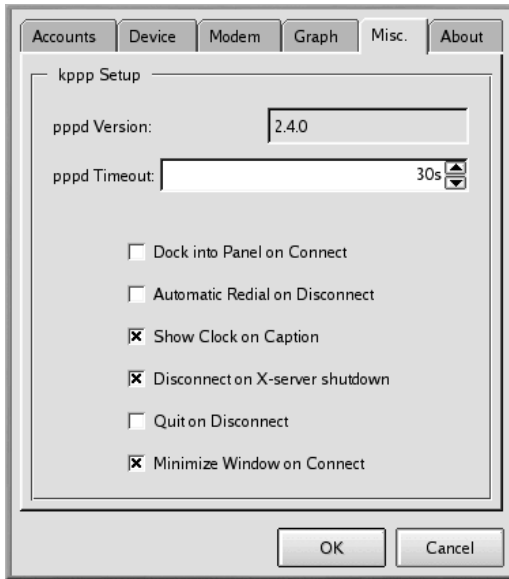 Accounts Device Modem Graph Misc. About
kppp Setup
pppd Version: 2.4.0
pppd Timeout: 30s
Dock into Panel on Connect
Automatic Redial on Disconnect
Show Clock on Caption
Disconnect on X-server shutdown
Quit on Disconnect
Minimize Window on Connect
OK Cancel